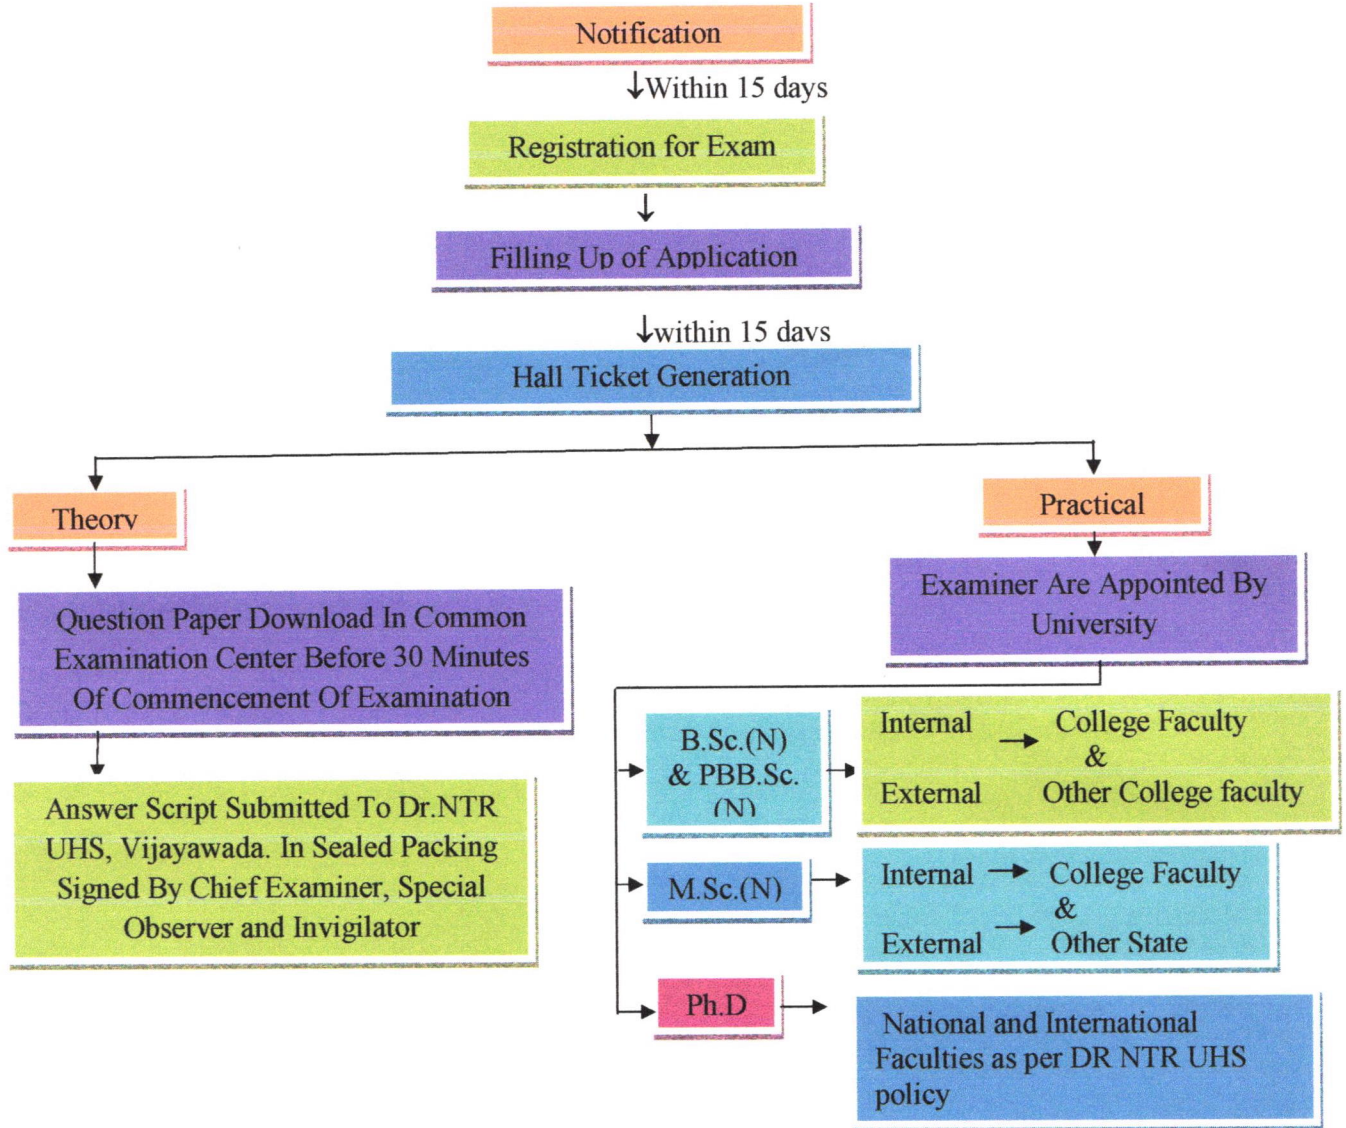 Notification
↓Within 15 days
Registration for Exam
↓
Filling Up of Application
↓within 15 days
Hall Ticket Generation
Theory
Question Paper Download In Common
Examination Center Before 30 Minutes
Of Commencement Of Examination
Answer Script Submitted To Dr.NTR
UHS, Vijayawada. In Sealed Packing
Signed By Chief Examiner, Special
Observer and Invigilator
Practical
Examiner Are Appointed By
University
B.Sc.(N)
& PBB.Sc.
(N)
Internal → College Faculty
&
External Other College faculty
M.Sc.(N)
Internal → College Faculty
&
External → Other State
Ph.D
National and International
Faculties as per DR NTR UHS
policy